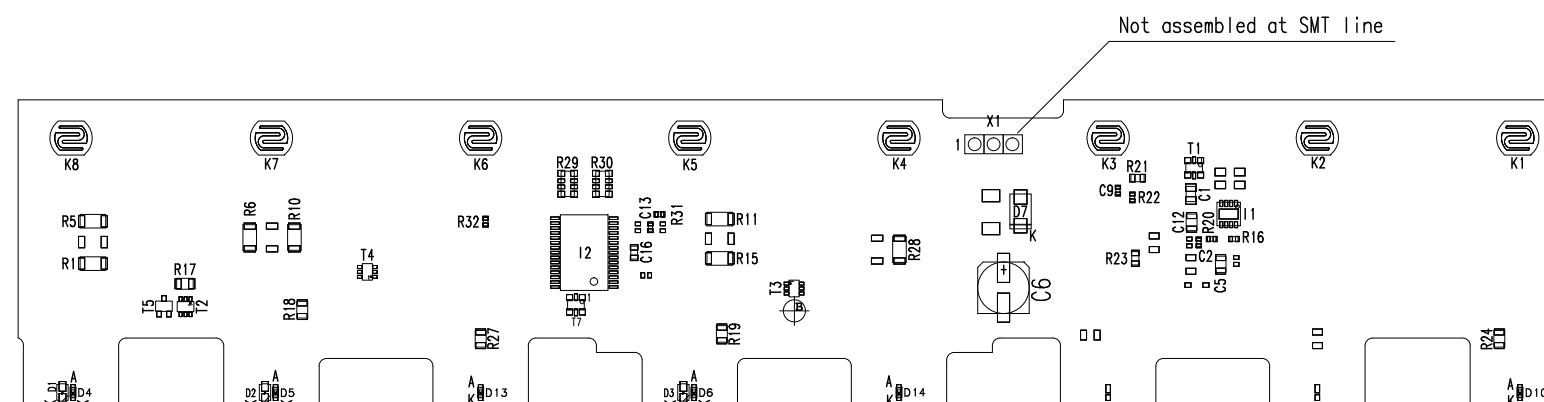 Not assembled at SMT line
X1
1
K8
K7
K6
K5
K4
K3
K2
K1
T1
R29
R30
R21
C9
R22
C1
R5
R6
R10
R32
C13
R31
R11
D7
K
C12
R20
I1
R16
R1
T4
I2
C16
R15
R28
R23
C2
C5
R17
T5
T2
R18
1
T7
T3
B
+
C6
R27
R19
R24
D1
A
D4
D2
A
D5
A
K
D13
D3
A
D6
A
K
D14
A
K
D10